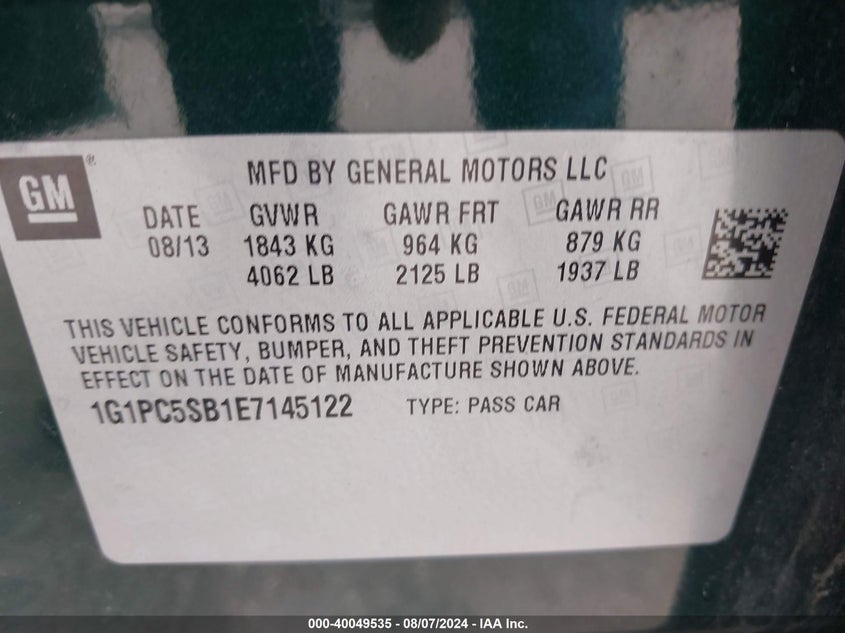 GM ®
MFD BY GENERAL MOTORS LLC
DATE GVWR GAWR FRT GAWR RR
08/13 1843 KG 964 KG 879 KG
4062 LB 2125 LB 1937 LB
THIS VEHICLE CONFORMS TO ALL APPLICABLE U.S. FEDERAL MOTOR
VEHICLE SAFETY, BUMPER, AND THEFT PREVENTION STANDARDS IN
EFFECT ON THE DATE OF MANUFACTURE SHOWN ABOVE.
1G1PC5SB1E7145122 TYPE: PASS CAR
000-40049535 - 08/07/2024 - IAA Inc.